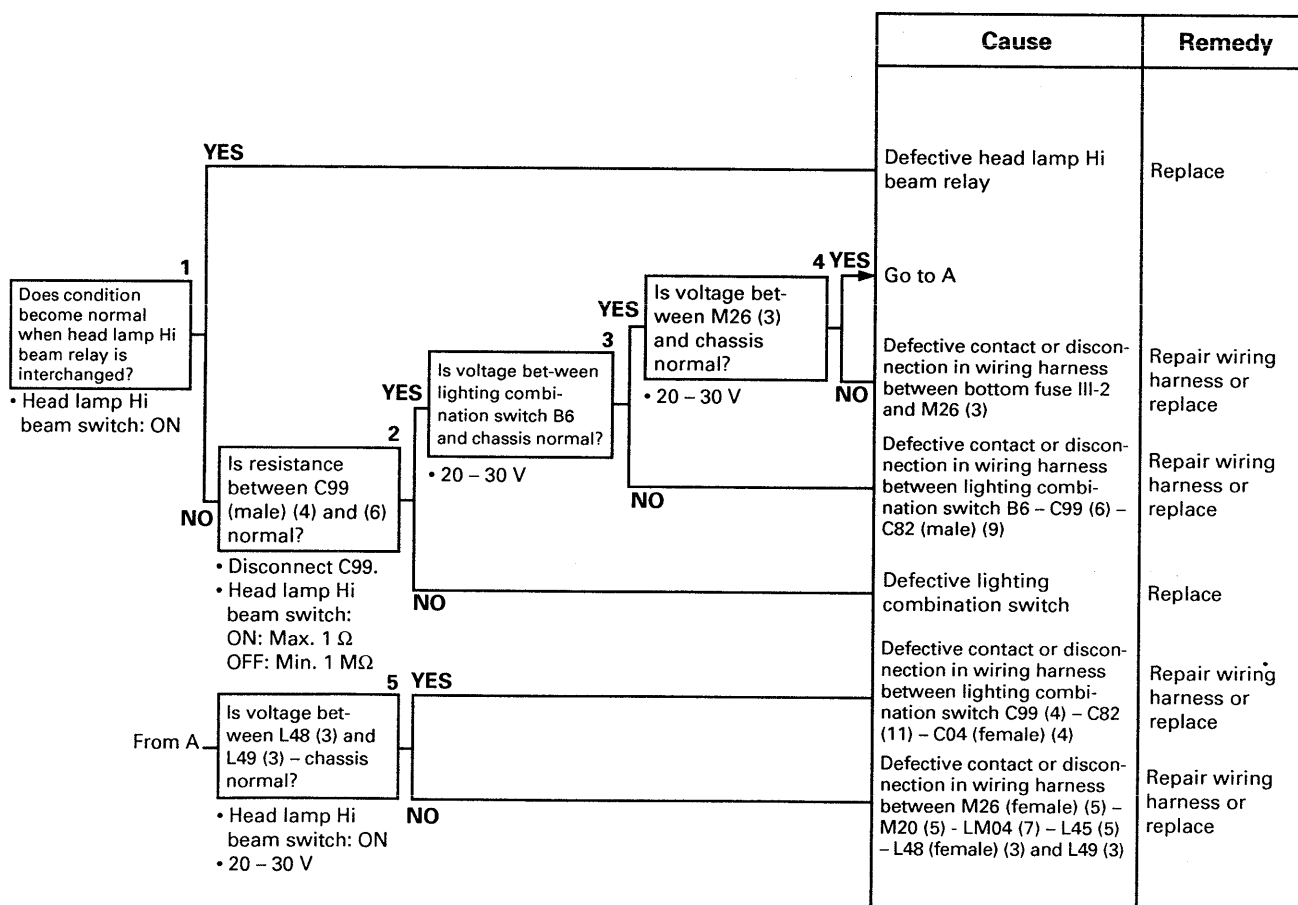 Cause
Remedy
YES
Defective head lamp Hi
beam relay
Replace
1
Does condition
become normal
when head lamp Hi
beam relay is
interchanged?
• Head lamp Hi
beam switch: ON
NO
2
Is resistance
between C99
(male) (4) and (6)
normal?
• Disconnect C99.
• Head lamp Hi
beam switch:
ON: Max. 1 Ω
OFF: Min. 1 MΩ
YES
3
Is voltage bet-ween
lighting combi-
nation switch B6
and chassis normal?
• 20 – 30 V
YES
4
Is voltage bet-
ween M26 (3)
and chassis
normal?
• 20 – 30 V
YES
Go to A
NO
Defective contact or discon-
nection in wiring harness
between bottom fuse III-2
and M26 (3)
Repair wiring
harness or
replace
NO
Defective contact or discon-
nection in wiring harness
between lighting combi-
nation switch B6 – C99 (6) –
C82 (male) (9)
Repair wiring
harness or
replace
NO
Defective lighting
combination switch
Replace
From A
5
Is voltage bet-
ween L48 (3) and
L49 (3) – chassis
normal?
• Head lamp Hi
beam switch: ON
• 20 – 30 V
YES
Defective contact or discon-
nection in wiring harness
between lighting combi-
nation switch C99 (4) – C82
(11) – C04 (female) (4)
Repair wiring
harness or
replace
NO
Defective contact or discon-
nection in wiring harness
between M26 (female) (5) –
M20 (5) - LM04 (7) – L45 (5)
– L48 (female) (3) and L49 (3)
Repair wiring
harness or
replace